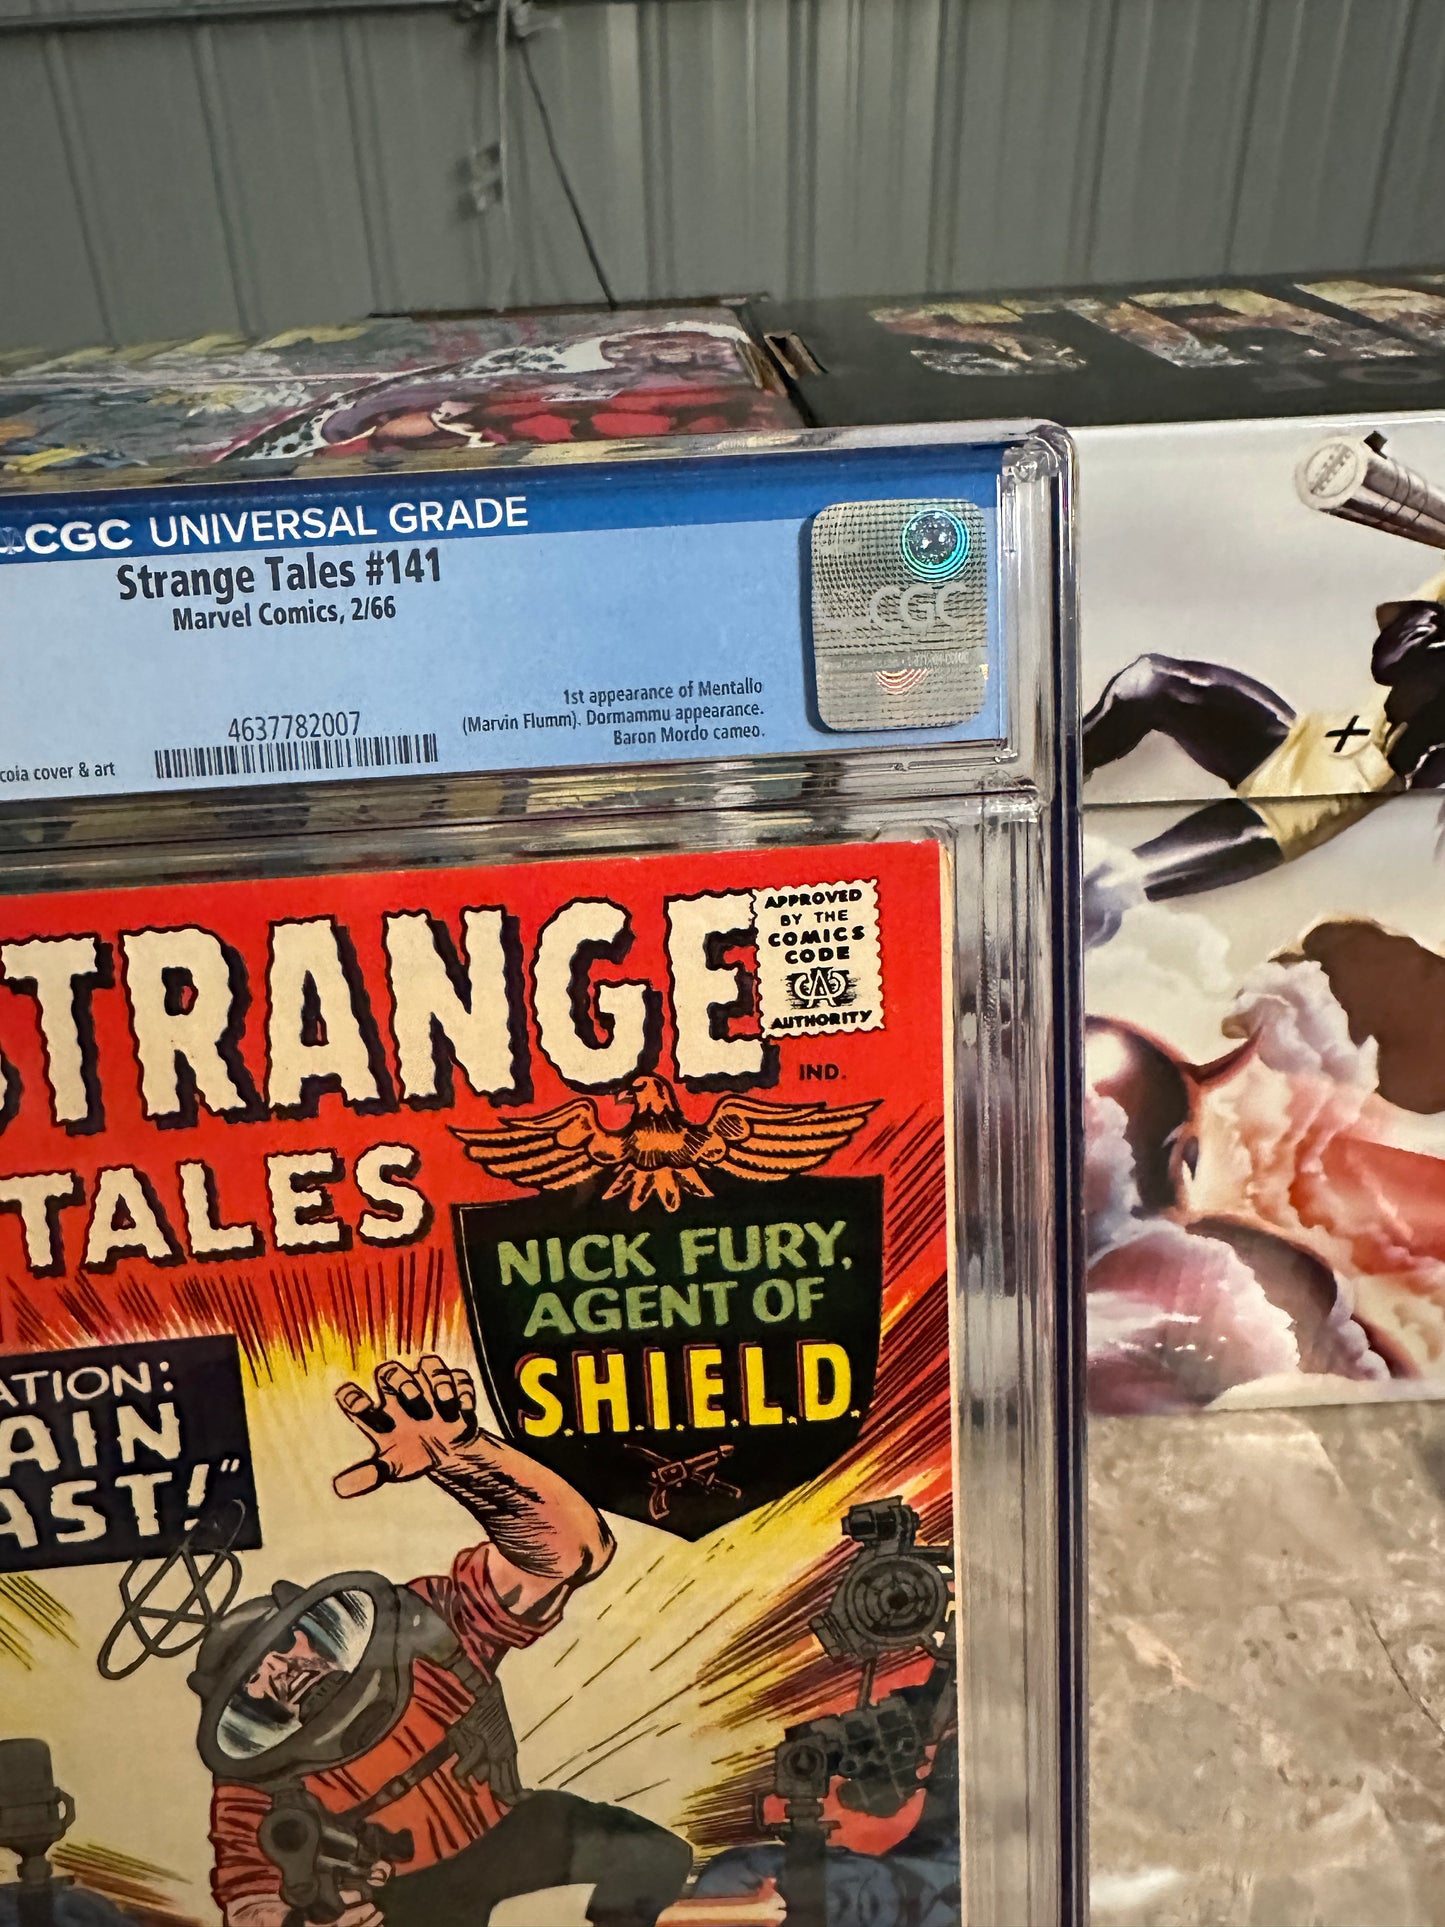 CGC UNIVERSAL GRADE
Strange Tales #141
Marvel Comics, 2/66
1st appearance of Mentallo
(Marvin Flumm). Dormammu appearance.
Baron Mordo cameo.
4637782007
coia cover & art
CGC
STRANGE
TALES
APPROVED
BY THE
COMICS
CODE
AUTHORITY
IND.
NICK FURY,
AGENT OF
S.H.I.E.L.D.
ATION:
AIN
AST!"